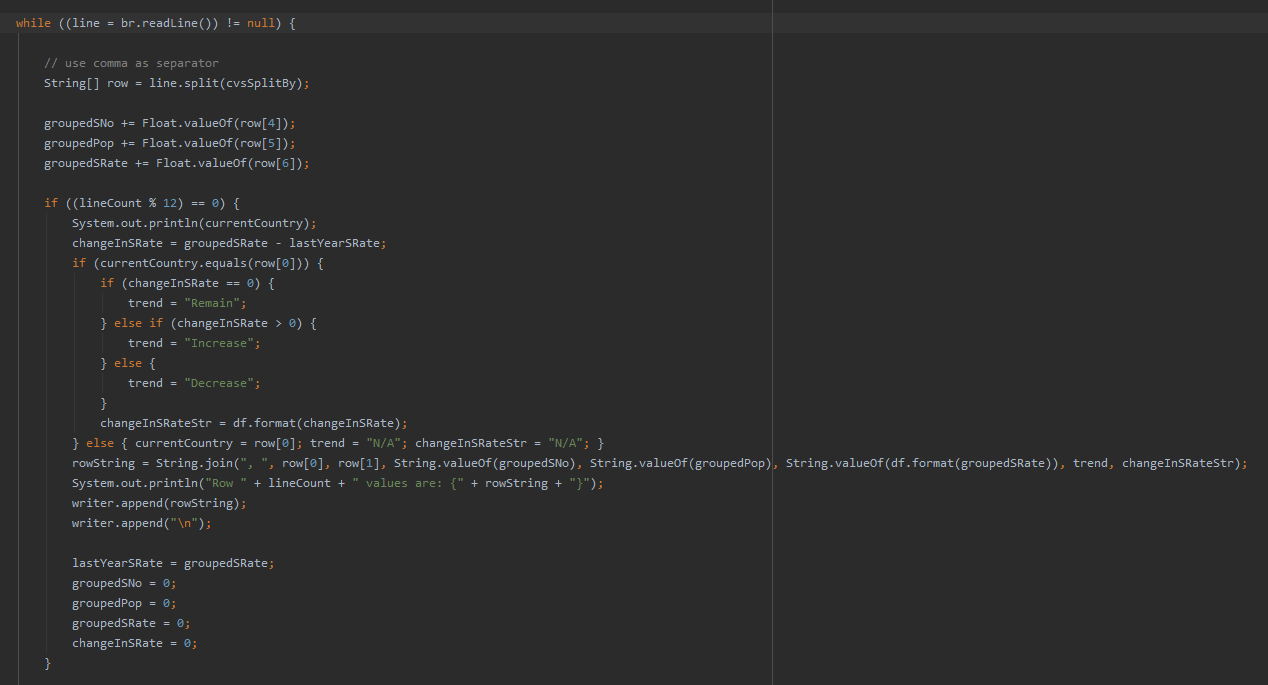 while ((line = br.readLine()) != null) {
// use comma as separator
String[] row = line.split(cvsSplitBy);
groupedSNo += Float.valueOf(row[4]);
groupedPop += Float.valueOf(row[5]);
groupedSRate += Float.valueOf(row[6]);
if ((lineCount % 12) == 0) {
System.out.println(currentCountry);
changeInSRate = groupedSRate - lastYearSRate;
if (currentCountry.equals(row[0])) {
if (changeInSRate == 0) {
trend = "Remain";
} else if (changeInSRate > 0) {
trend = "Increase";
} else {
trend = "Decrease";
}
changeInSRateStr = df.format(changeInSRate);
} else { currentCountry = row[0]; trend = "N/A"; changeInSRateStr = "N/A"; }
rowString = String.join(", ", row[0], row[1], String.valueOf(groupedSNo), String.valueOf(groupedPop), String.valueOf(df.format(groupedSRate)), trend, changeInSRateStr);
System.out.println("Row " + lineCount + " values are: {" + rowString + "}");
writer.append(rowString);
writer.append("\n");
lastYearSRate = groupedSRate;
groupedSNo = 0;
groupedPop = 0;
groupedSRate = 0;
changeInSRate = 0;
}